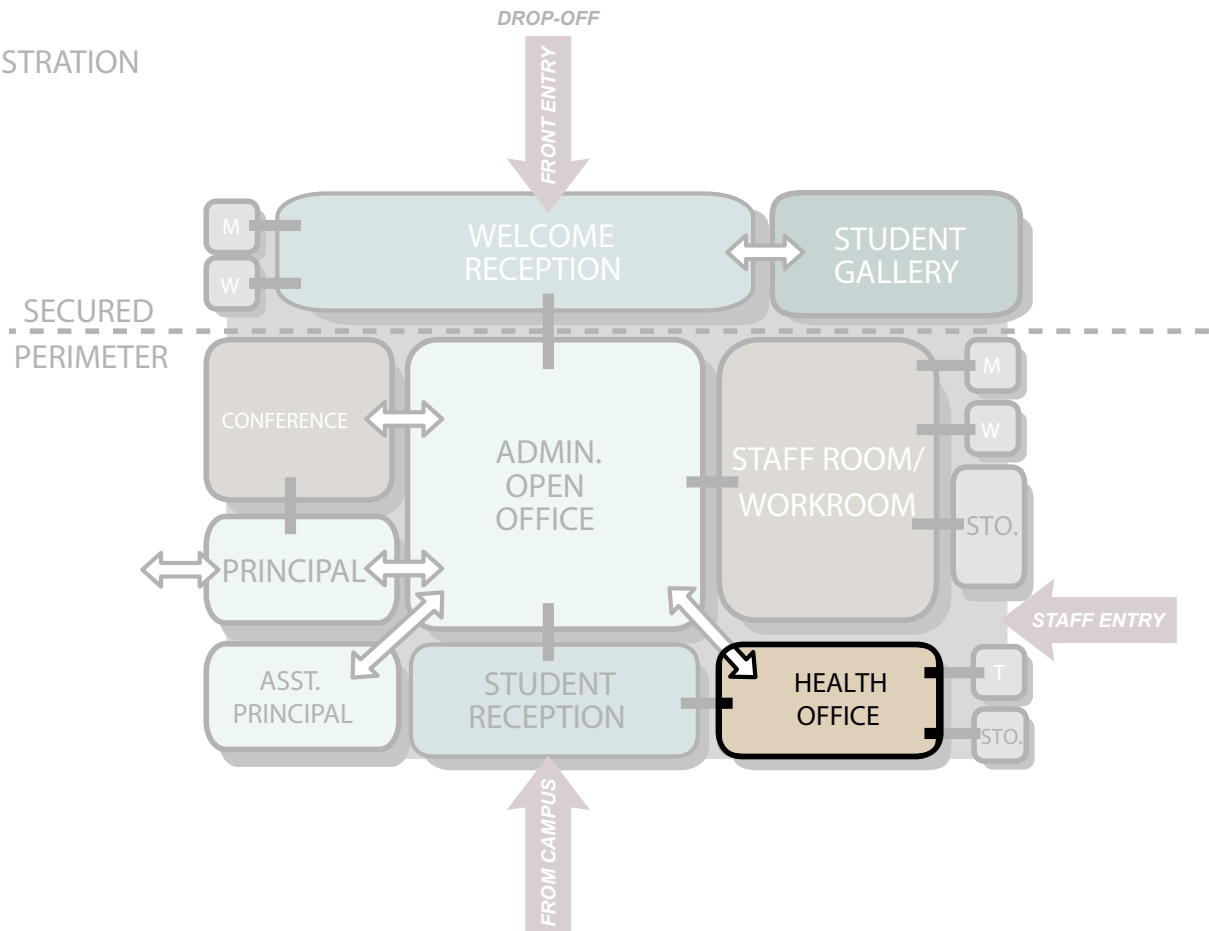 DROP-OFF
STRATION
FRONT ENTRY
M
WELCOME
RECEPTION
STUDENT
GALLERY
W
SECURED
PERIMETER
CONFERENCE
ADMIN.
OPEN
OFFICE
STAFF ROOM/
WORKROOM
M
W
STO.
PRINCIPAL
STAFF ENTRY
ASST.
PRINCIPAL
STUDENT
RECEPTION
HEALTH
OFFICE
T
STO.
FROM CAMPUS